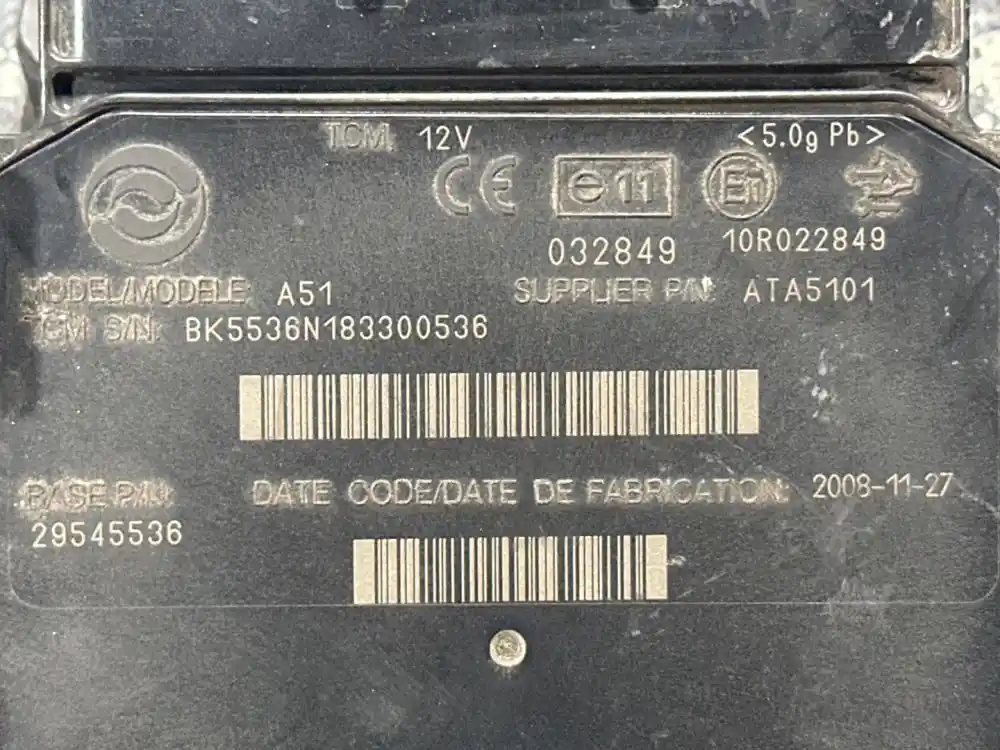 TCM 12V <5.0g Pb>
CE e 11 E11
032849 10R022849
MODEL/MODELE: A51 SUPPLIER P/N: ATA5101
TCM S/N: BK5536N183300536
BASE P/N: DATE CODE/DATE DE FABRICATION: 2008-11-27
29545536